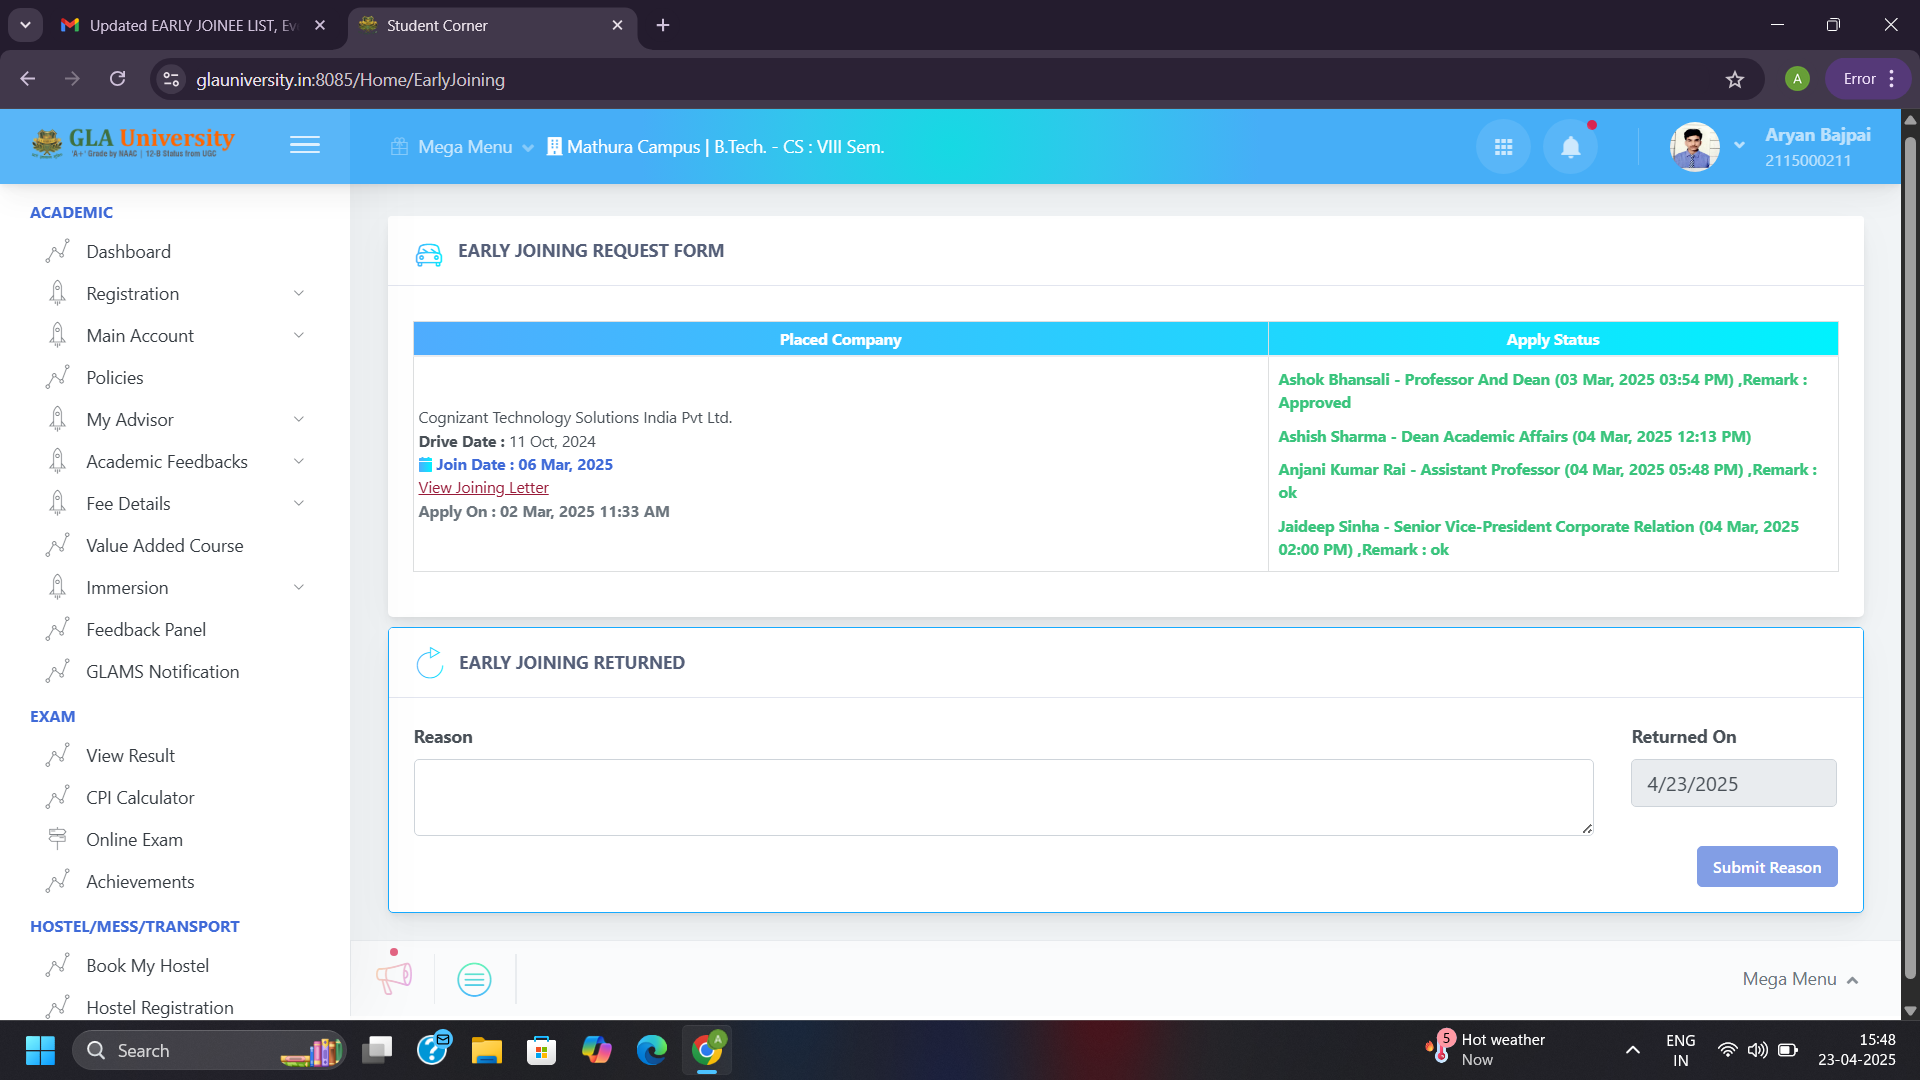 Updated EARLY JOINEE LIST, Ev
Student Corner
glauniversity.in:8085/Home/EarlyJoining
A
Error
GLA University
'A+' Grade by NAAC | 12-B Status from UGC
Mega Menu
Mathura Campus | B.Tech. - CS : VIII Sem.
Aryan Bajpai
2115000211
ACADEMIC
Dashboard
Registration
Main Account
Policies
My Advisor
Academic Feedbacks
Fee Details
Value Added Course
Immersion
Feedback Panel
GLAMS Notification
EXAM
View Result
CPI Calculator
Online Exam
Achievements
HOSTEL/MESS/TRANSPORT
Book My Hostel
Hostel Registration
EARLY JOINING REQUEST FORM
Placed Company
Apply Status
Cognizant Technology Solutions India Pvt Ltd.
Drive Date : 11 Oct, 2024
Join Date : 06 Mar, 2025
View Joining Letter
Apply On : 02 Mar, 2025 11:33 AM
Ashok Bhansali - Professor And Dean (03 Mar, 2025 03:54 PM) ,Remark :
Approved
Ashish Sharma - Dean Academic Affairs (04 Mar, 2025 12:13 PM)
Anjani Kumar Rai - Assistant Professor (04 Mar, 2025 05:48 PM) ,Remark :
ok
Jaideep Sinha - Senior Vice-President Corporate Relation (04 Mar, 2025
02:00 PM) ,Remark : ok
EARLY JOINING RETURNED
Reason
Returned On
4/23/2025
Submit Reason
Mega Menu
Search
A
5
Hot weather
Now
ENG
IN
15:48
23-04-2025